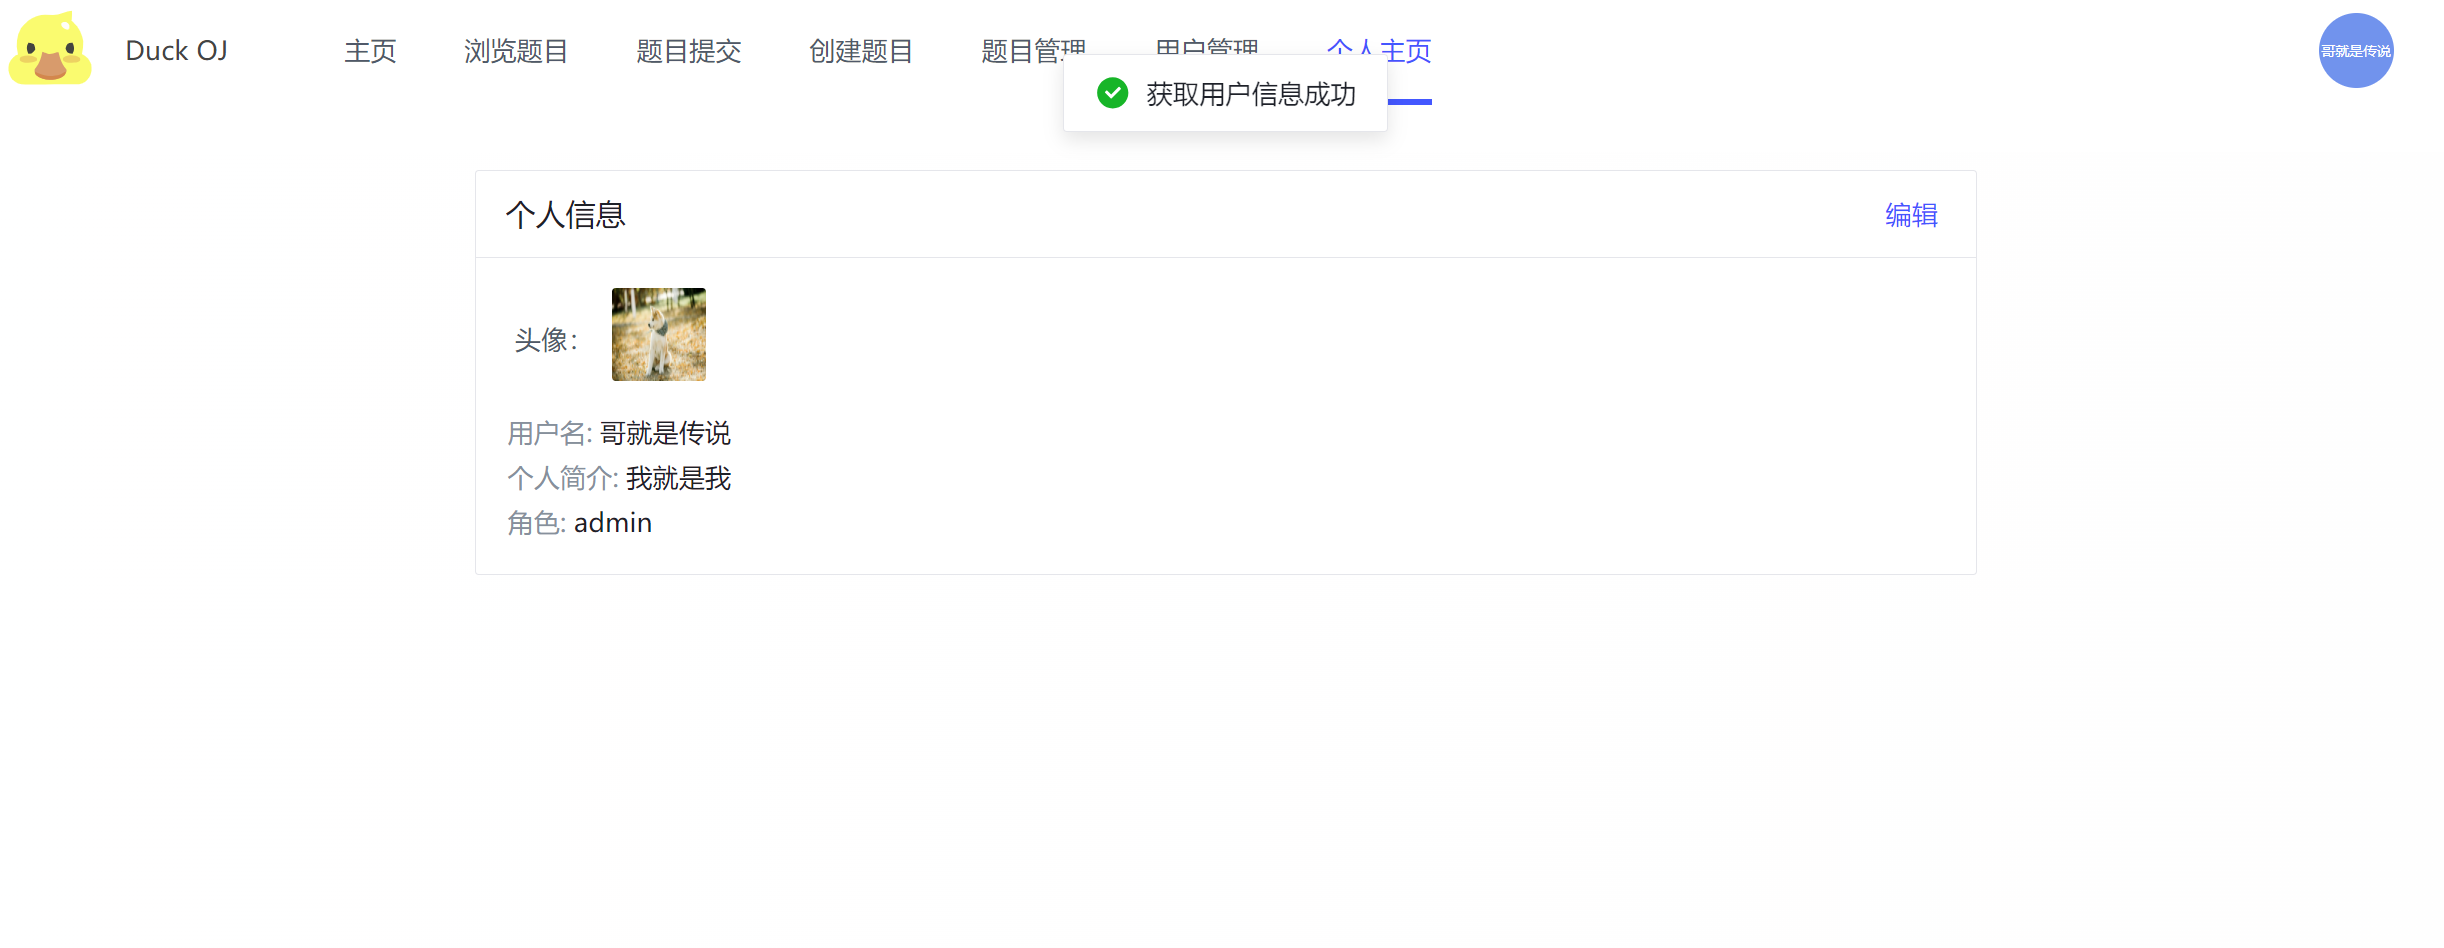 Duck OJ 主页 浏览题目 题目提交 创建题目 题目管理 用户管理 个人主页 哥就是传说
获取用户信息成功
个人信息 编辑
头像：
用户名: 哥就是传说
个人简介: 我就是我
角色: admin